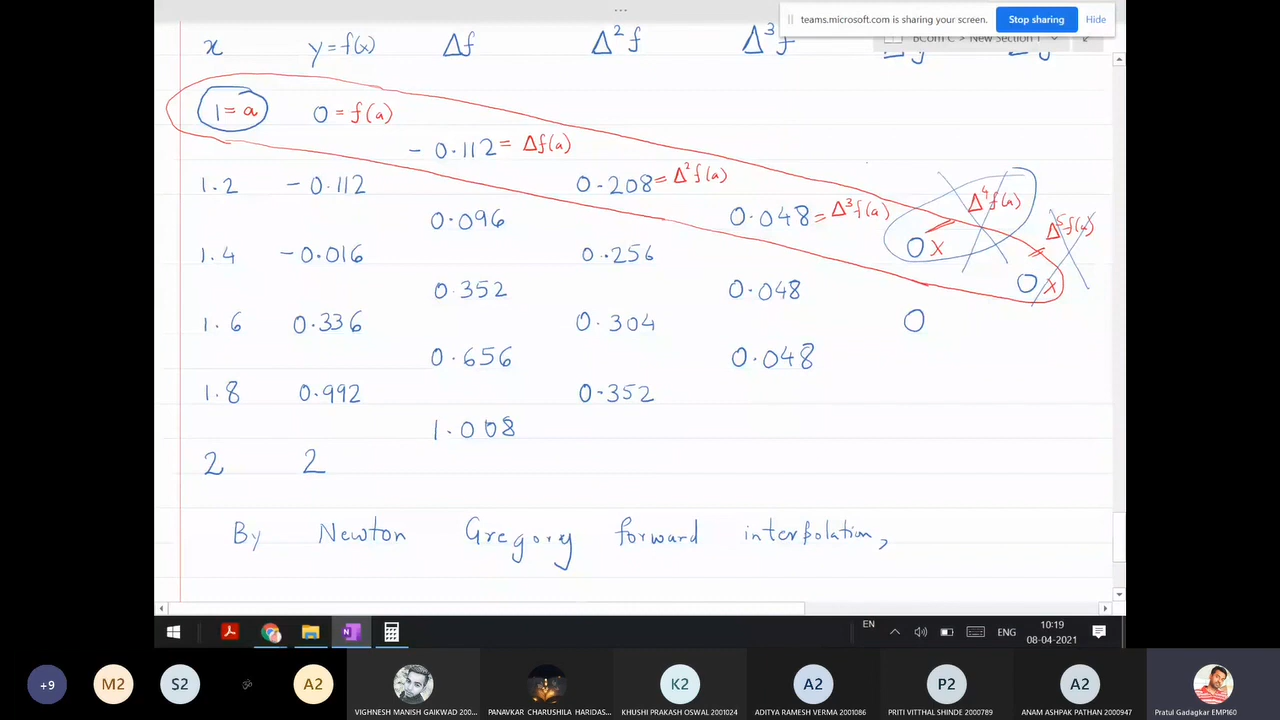 teams.microsoft.com is sharing your screen. Stop sharing Hide
BCom C > New Section 1
x y=f(x) Δf Δ²f Δ³f
1 = a 0 = f(a)
- 0.112 = Δf(a)
1.2 - 0.112 0.208 = Δ²f(a) Δ⁴f(a)
0.096 0.048 = Δ³f(a) Δ⁵f(a)
1.4 - 0.016 0.256 0 x
0.352 0.048 0 x
1.6 0.336 0.304 0
0.656 0.048
1.8 0.992 0.352
1.008
2 2
By Newton Gregory forward interpolation,
EN ENG 10:19
08-04-2021
+9 M2 S2 A2 K2 A2 P2 A2
VIGHNESH MANISH GAIKWAD 200... PANAVKAR CHARUSHILA HARIDAS... KHUSHI PRAKASH OSWAL 2001024 ADITYA RAMESH VERMA 2001086 PRITI VITTHAL SHINDE 2000789 ANAM ASHPAK PATHAN 2000947 Pratul Gadagkar EMP160